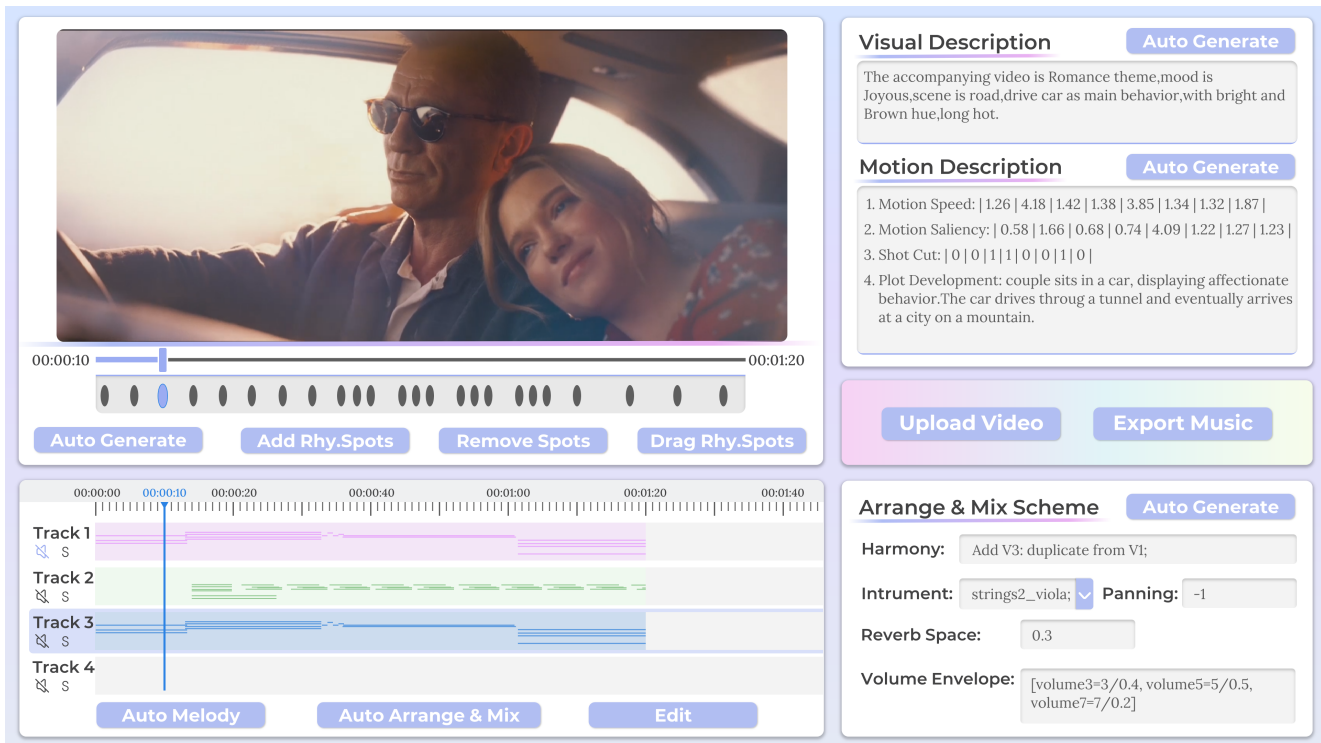 00:00:10
00:01:20
Auto Generate
Add Rhy.Spots
Remove Spots
Drag Rhy.Spots
Visual Description
Auto Generate
The accompanying video is Romance theme,mood is
Joyous,scene is road,drive car as main behavior,with bright and
Brown hue,long hot.
Motion Description
Auto Generate
1. Motion Speed: | 1.26 | 4.18 | 1.42 | 1.38 | 3.85 | 1.34 | 1.32 | 1.87 |
2. Motion Saliency: | 0.58 | 1.66 | 0.68 | 0.74 | 4.09 | 1.22 | 1.27 | 1.23 |
3. Shot Cut: | 0 | 0 | 1 | 1 | 0 | 0 | 1 | 0 |
4. Plot Development: couple sits in a car, displaying affectionate
behavior.The car drives throug a tunnel and eventually arrives
at a city on a mountain.
Upload Video
Export Music
00:00:00 00:00:10 00:00:20 00:00:40 00:01:00 00:01:20 00:01:40
Track 1
S
Track 2
S
Track 3
S
Track 4
S
Auto Melody
Auto Arrange & Mix
Edit
Arrange & Mix Scheme
Auto Generate
Harmony: Add V3: duplicate from V1;
Intrument: strings2_viola; Panning: -1
Reverb Space: 0.3
Volume Envelope: [volume3=3/0.4, volume5=5/0.5,
volume7=7/0.2]